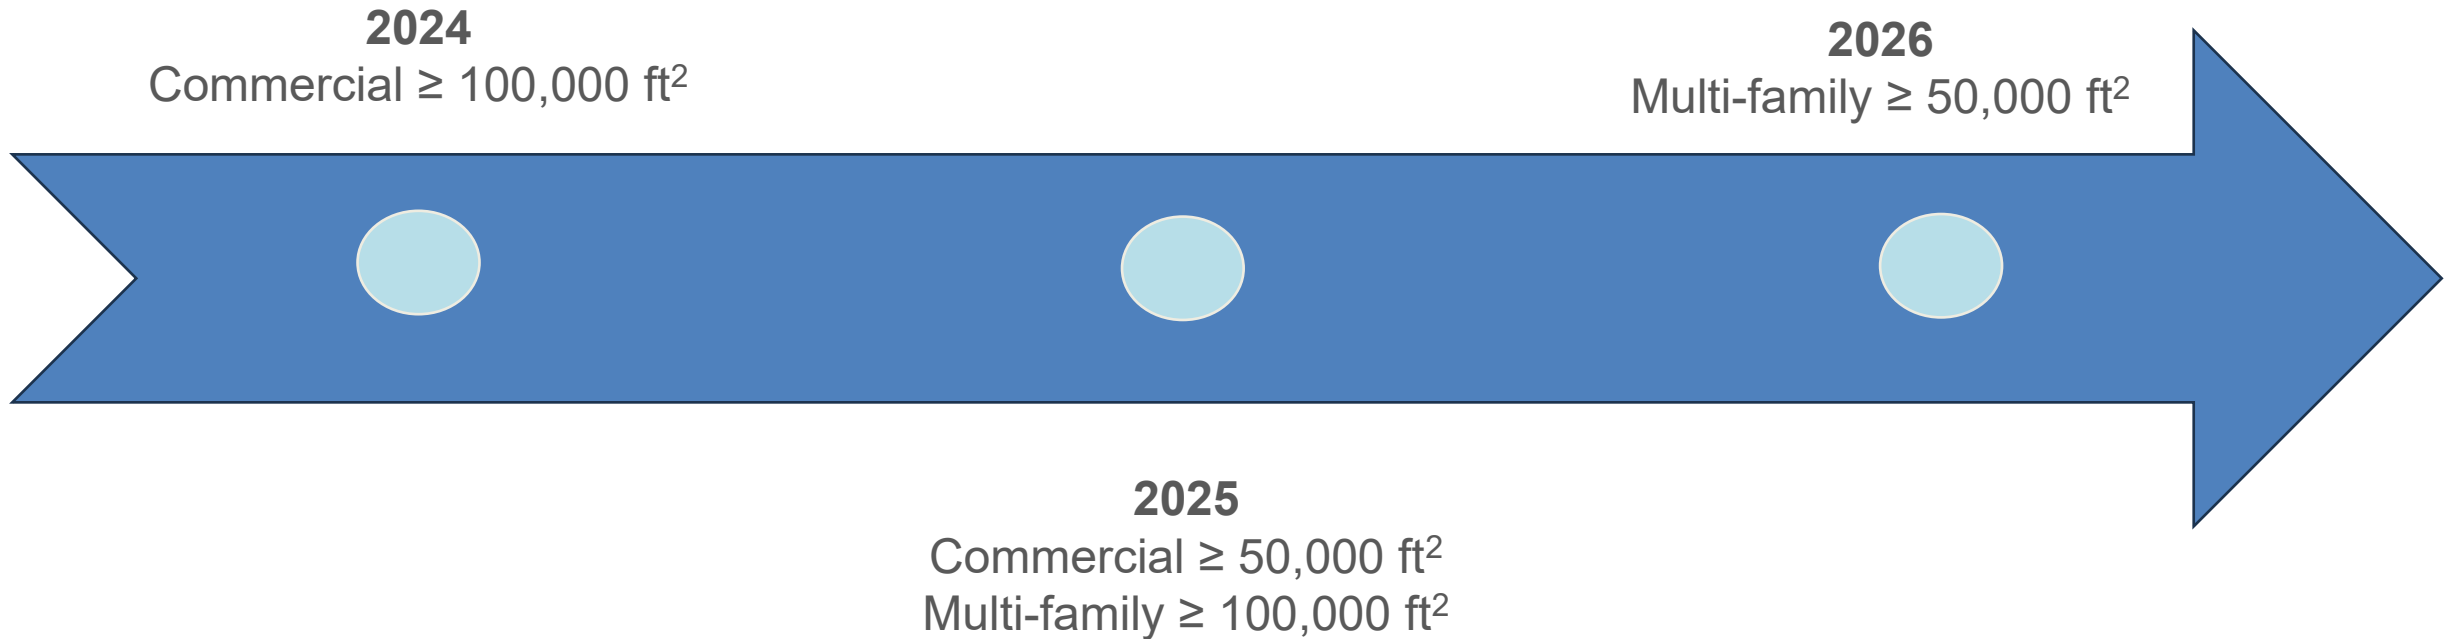 2024
Commercial ≥ 100,000 ft²
2025
Commercial ≥ 50,000 ft²
Multi-family ≥ 100,000 ft²
2026
Multi-family ≥ 50,000 ft²